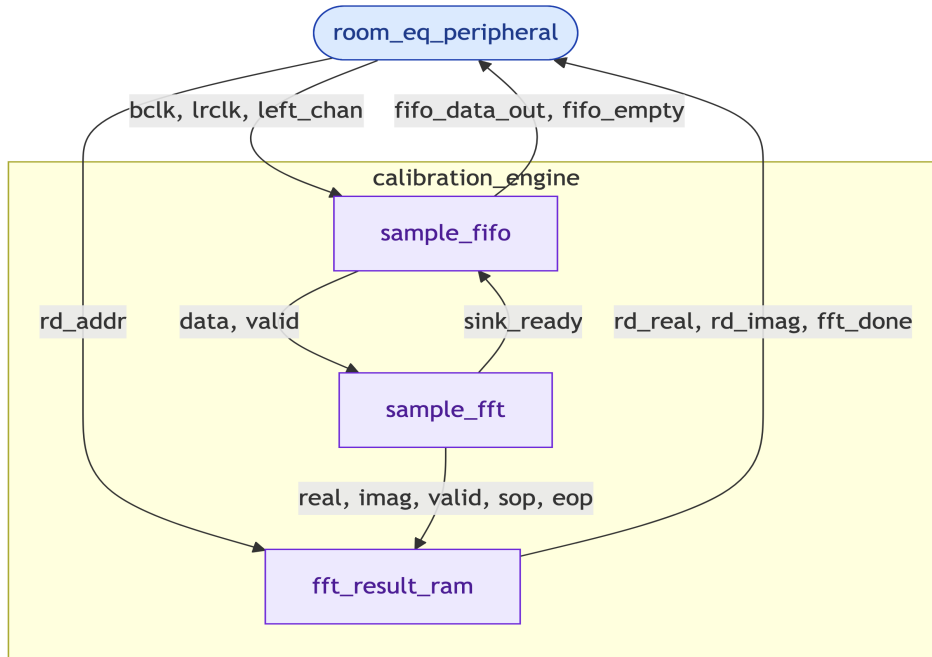 room_eq_peripheral
bclk, lrclk, left_chan
fifo_data_out, fifo_empty
calibration_engine
sample_fifo
rd_addr
data, valid
sink_ready
rd_real, rd_imag, fft_done
sample_fft
real, imag, valid, sop, eop
fft_result_ram